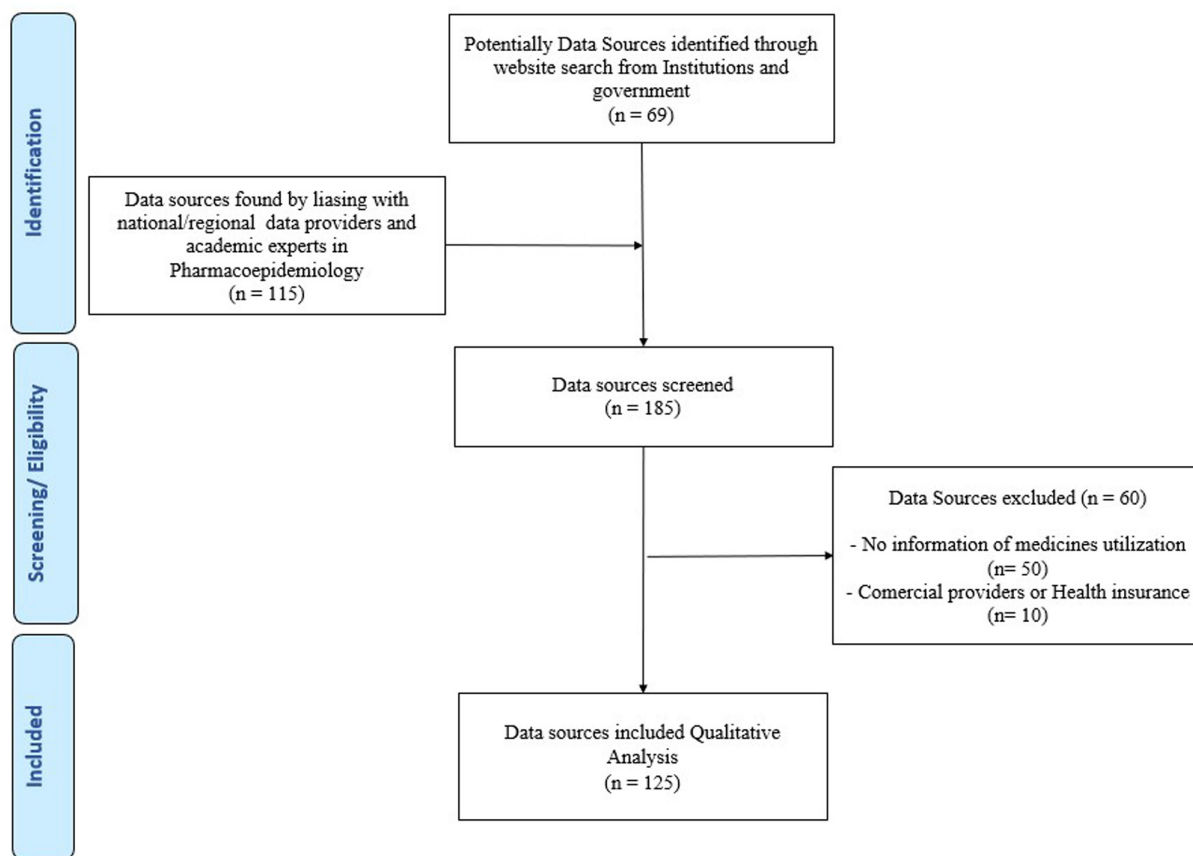 Identification
Potentially Data Sources identified through
website search from Institutions and
government
(n = 69)
Data sources found by liasing with
national/regional data providers and
academic experts in
Pharmacoepidemiology
(n = 115)
Screening/ Eligibility
Data sources screened
(n = 185)
Data Sources excluded (n = 60)
- No information of medicines utilization
(n= 50)
- Comercial providers or Health insurance
(n= 10)
Included
Data sources included Qualitative
Analysis
(n = 125)